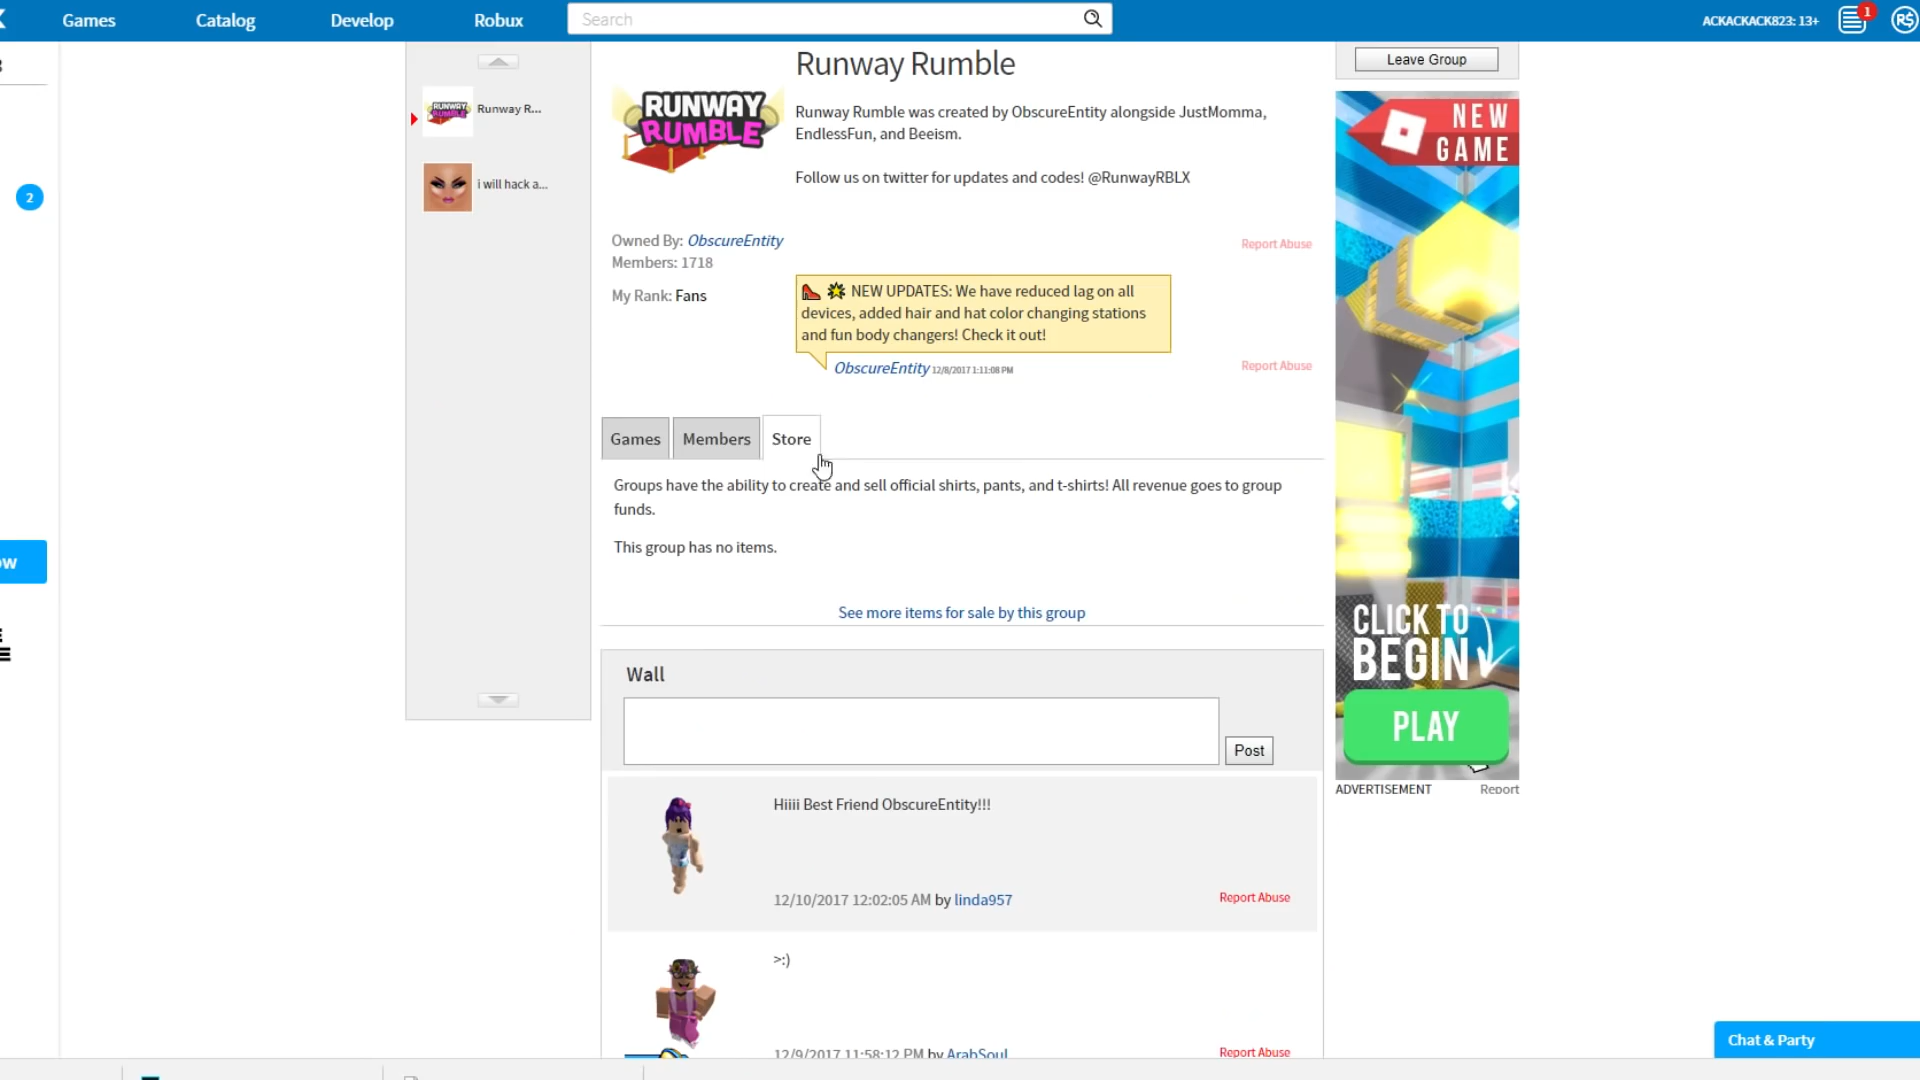 Games
Catalog
Develop
Robux
Search
ACKACKACK823: 13+
1
R$
2
Runway R...
i will hack a...
RUNWAY
RUMBLE
Runway Rumble
Runway Rumble was created by ObscureEntity alongside JustMomma,
EndlessFun, and Beeism.
Follow us on twitter for updates and codes! @RunwayRBLX
Owned By: ObscureEntity
Members: 1718
My Rank: Fans
Report Abuse
NEW UPDATES: We have reduced lag on all
devices, added hair and hat color changing stations
and fun body changers! Check it out!
ObscureEntity 12/8/2017 1:11:08 PM
Report Abuse
Games
Members
Store
Groups have the ability to create and sell official shirts, pants, and t-shirts! All revenue goes to group
funds.
This group has no items.
See more items for sale by this group
Wall
Post
Hiiii Best Friend ObscureEntity!!!
12/10/2017 12:02:05 AM by linda957
Report Abuse
>:)
12/9/2017 11:58:12 PM by ArabSoul
Report Abuse
Leave Group
NEW
GAME
CLICK TO
BEGIN
PLAY
ADVERTISEMENT
Report
Chat & Party